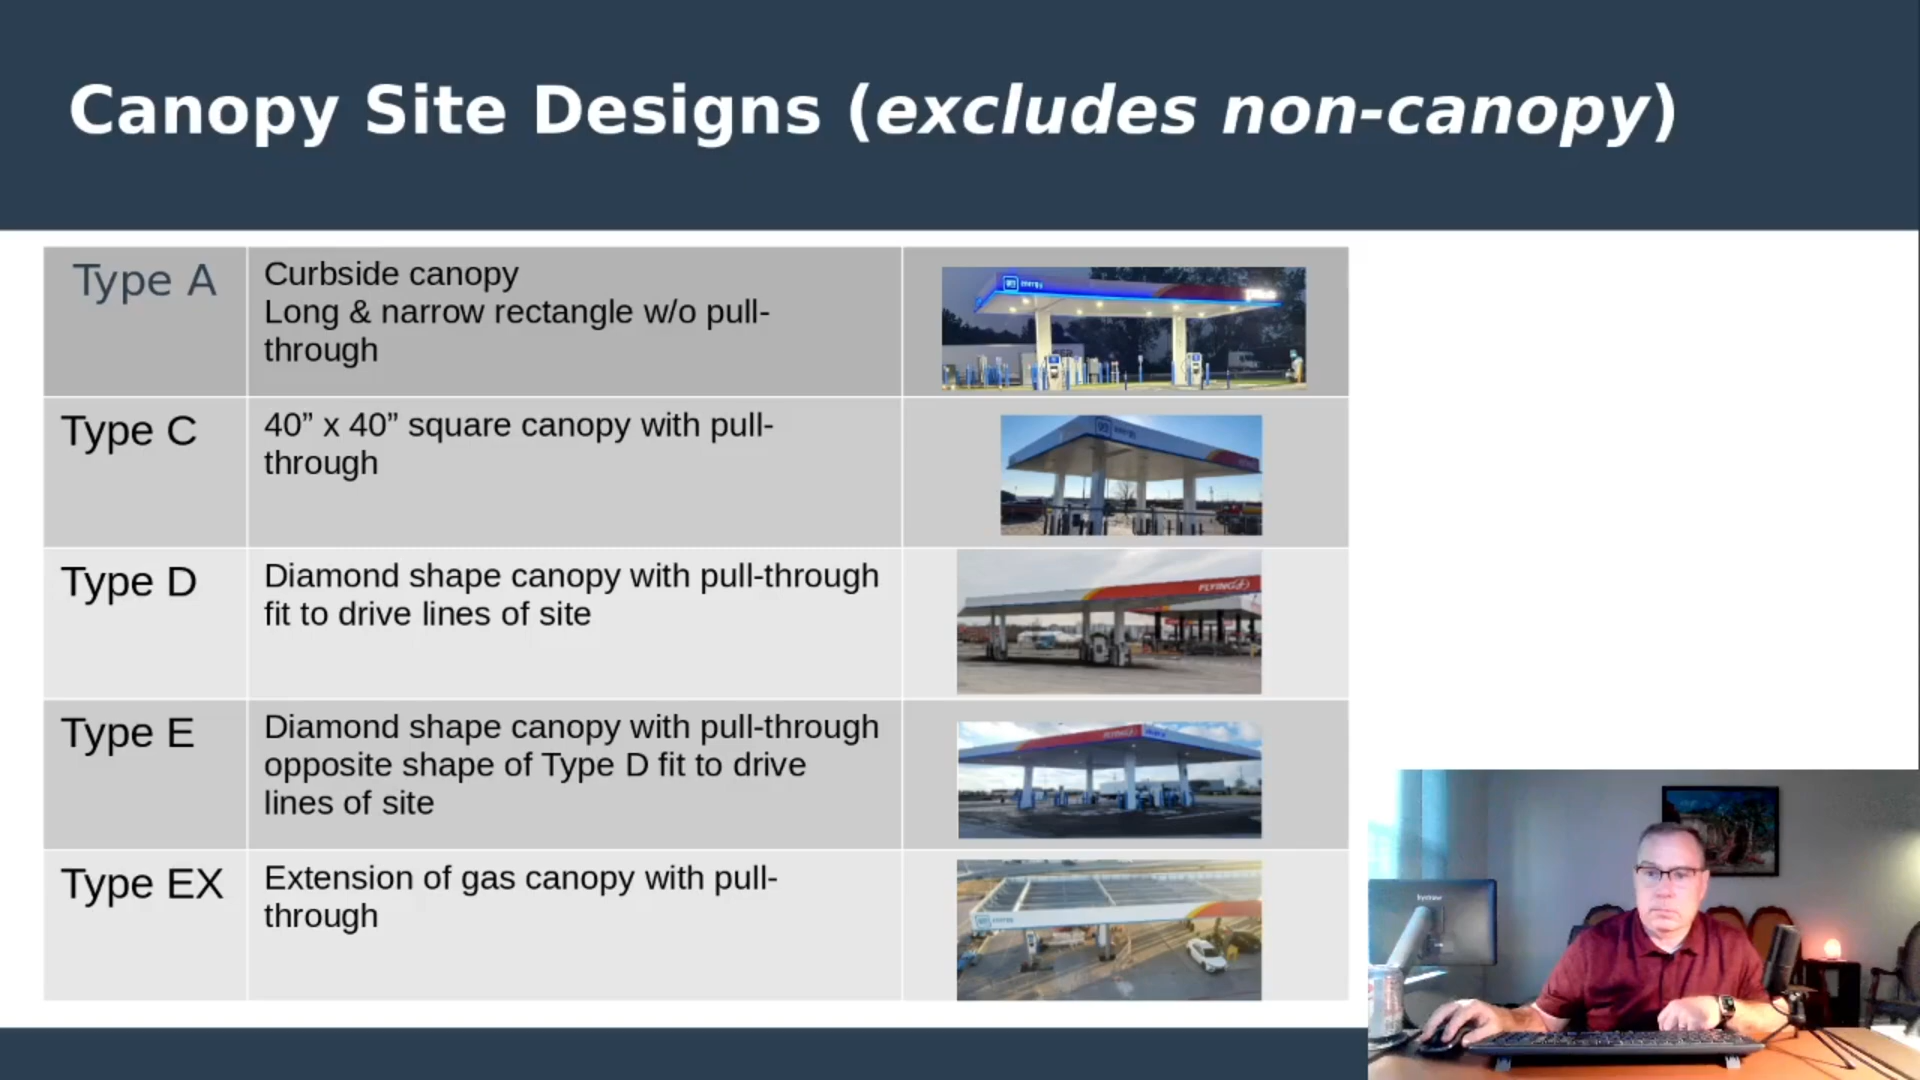 Canopy Site Designs (excludes non-canopy)
Type A
Curbside canopy
Long & narrow rectangle w/o pull-
through
Type C
40” x 40” square canopy with pull-
through
Type D
Diamond shape canopy with pull-through
fit to drive lines of site
FLYING
Type E
Diamond shape canopy with pull-through
opposite shape of Type D fit to drive
lines of site
Type EX
Extension of gas canopy with pull-
through